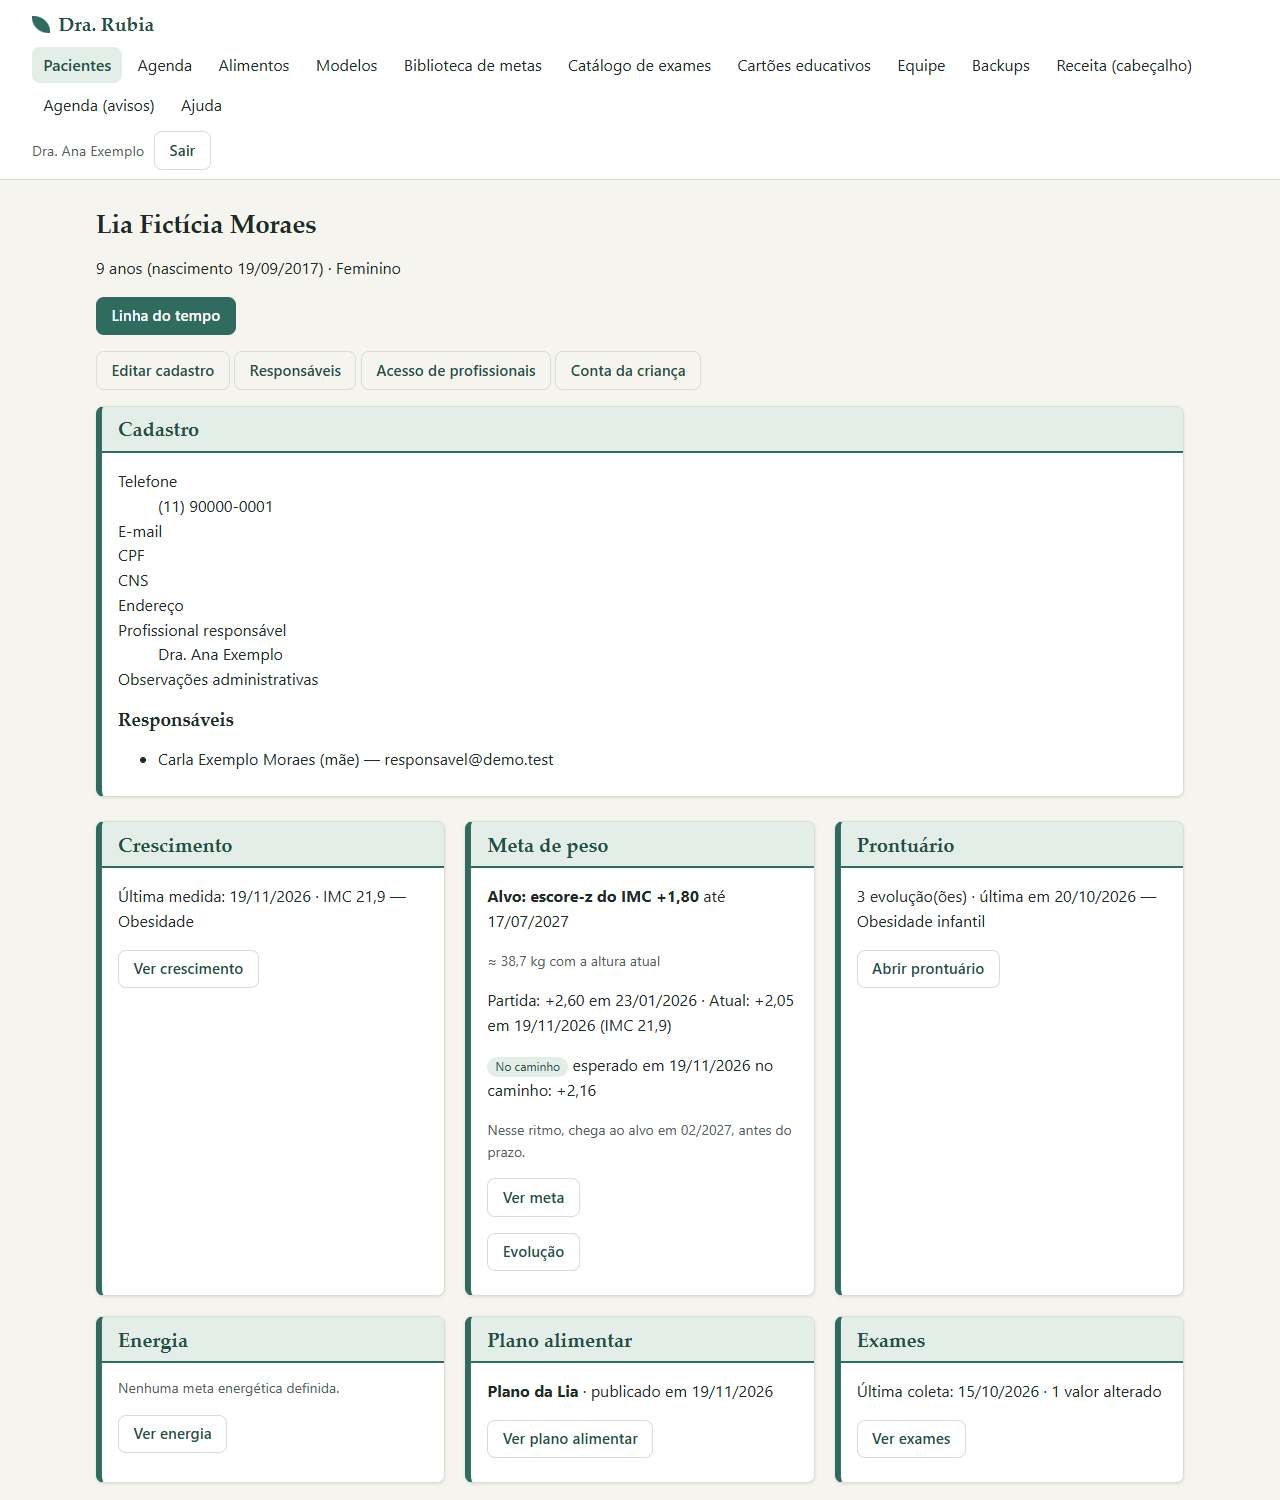 Dra. Rubia
Pacientes Agenda Alimentos Modelos Biblioteca de metas Catálogo de exames Cartões educativos Equipe Backups Receita (cabeçalho)
Agenda (avisos) Ajuda
Dra. Ana Exemplo Sair
Lia Fictícia Moraes
9 anos (nascimento 19/09/2017) · Feminino
Linha do tempo
Editar cadastro Responsáveis Acesso de profissionais Conta da criança
Cadastro
Telefone
(11) 90000-0001
E-mail
CPF
CNS
Endereço
Profissional responsável
Dra. Ana Exemplo
Observações administrativas
Responsáveis
• Carla Exemplo Moraes (mãe) — responsavel@demo.test
Crescimento
Última medida: 19/11/2026 · IMC 21,9 —
Obesidade
Ver crescimento
Meta de peso
Alvo: escore-z do IMC +1,80 até
17/07/2027
≈ 38,7 kg com a altura atual
Partida: +2,60 em 23/01/2026 · Atual: +2,05
em 19/11/2026 (IMC 21,9)
No caminho esperado em 19/11/2026 no
caminho: +2,16
Nesse ritmo, chega ao alvo em 02/2027, antes do
prazo.
Ver meta
Evolução
Prontuário
3 evolução(ões) · última em 20/10/2026 —
Obesidade infantil
Abrir prontuário
Energia
Nenhuma meta energética definida.
Ver energia
Plano alimentar
Plano da Lia · publicado em 19/11/2026
Ver plano alimentar
Exames
Última coleta: 15/10/2026 · 1 valor alterado
Ver exames